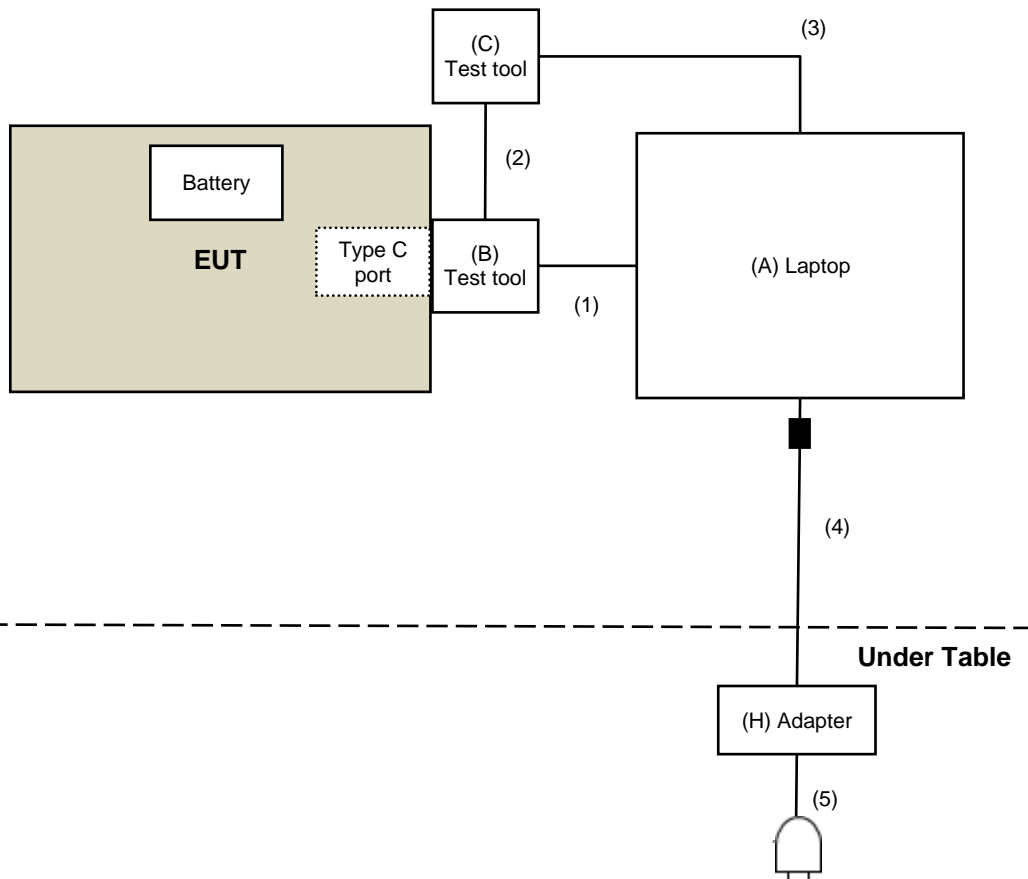 (C)
Test tool
(3)
(2)
Battery
EUT
Type C
port
(B)
Test tool
(1)
(A) Laptop
(4)
Under Table
(H) Adapter
(5)